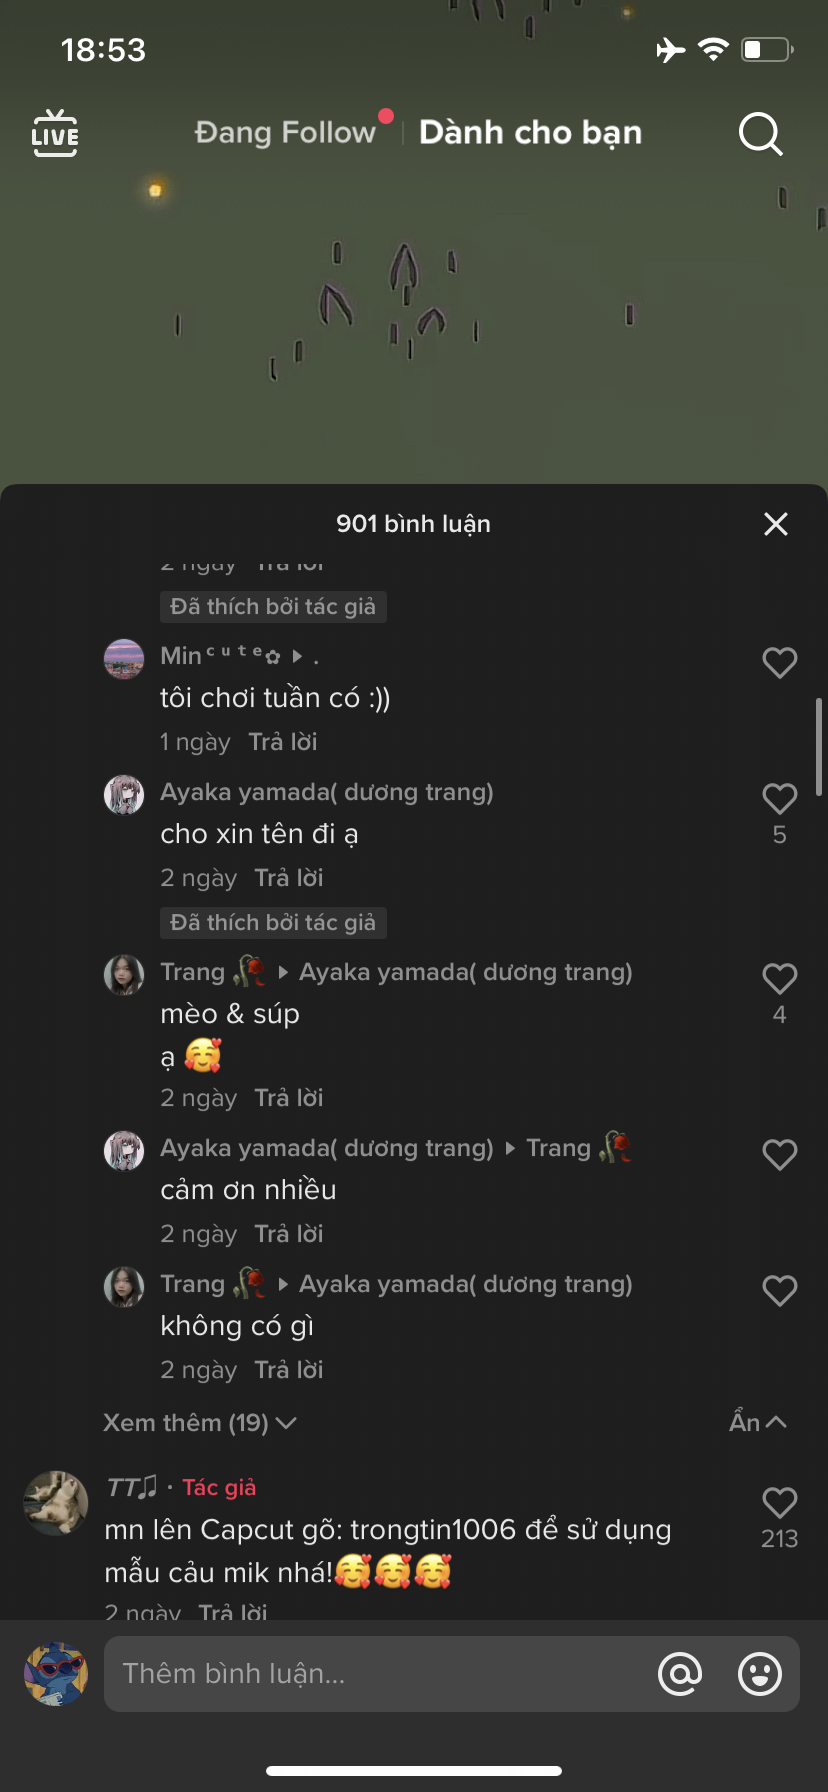 18:53
LIVE
Đang Follow
Dành cho bạn
901 bình luận
2 ngày Trả lời
Đã thích bởi tác giả
Minᶜᵘᵗᵉ✿ ▸ .
tôi chơi tuần có :))
1 ngày Trả lời
Ayaka yamada( dương trang)
cho xin tên đi ạ
5
2 ngày Trả lời
Đã thích bởi tác giả
Trang 🥀 ▸ Ayaka yamada( dương trang)
mèo & súp
4
ạ 🥰
2 ngày Trả lời
Ayaka yamada( dương trang) ▸ Trang 🥀
cảm ơn nhiều
2 ngày Trả lời
Trang 🥀 ▸ Ayaka yamada( dương trang)
không có gì
2 ngày Trả lời
Xem thêm (19)
Ẩn
TT♫ · Tác giả
mn lên Capcut gõ: trongtin1006 để sử dụng
213
mẫu cảu mik nhá!🥰🥰🥰
2 ngày Trả lời
Thêm bình luận...